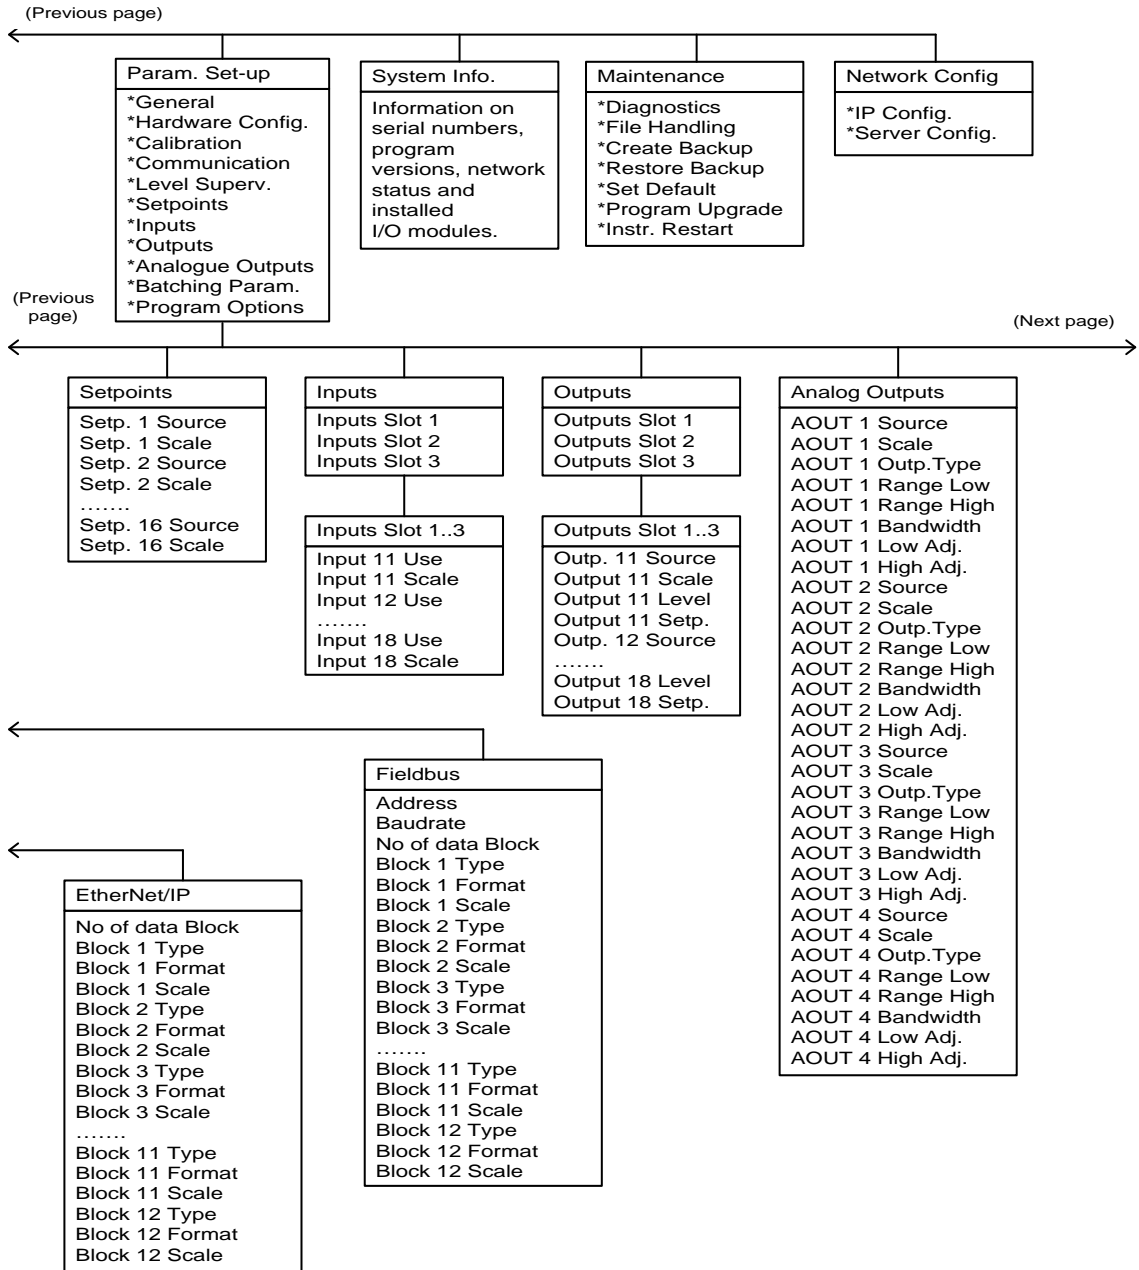 (Previous page)
Param. Set-up
*General
*Hardware Config.
*Calibration
*Communication
*Level Superv.
*Setpoints
*Inputs
*Outputs
*Analogue Outputs
*Batching Param.
*Program Options
System Info.
Information on
serial numbers,
program
versions, network
status and
installed
I/O modules.
Maintenance
*Diagnostics
*File Handling
*Create Backup
*Restore Backup
*Set Default
*Program Upgrade
*Instr. Restart
Network Config
*IP Config.
*Server Config.
(Previous
page)
(Next page)
Setpoints
Setp. 1 Source
Setp. 1 Scale
Setp. 2 Source
Setp. 2 Scale
.......
Setp. 16 Source
Setp. 16 Scale
Inputs
Inputs Slot 1
Inputs Slot 2
Inputs Slot 3
Inputs Slot 1..3
Input 11 Use
Input 11 Scale
Input 12 Use
.......
Input 18 Use
Input 18 Scale
Outputs
Outputs Slot 1
Outputs Slot 2
Outputs Slot 3
Outputs Slot 1..3
Outp. 11 Source
Output 11 Scale
Output 11 Level
Output 11 Setp.
Outp. 12 Source
.......
Output 18 Level
Output 18 Setp.
Analog Outputs
AOUT 1 Source
AOUT 1 Scale
AOUT 1 Outp.Type
AOUT 1 Range Low
AOUT 1 Range High
AOUT 1 Bandwidth
AOUT 1 Low Adj.
AOUT 1 High Adj.
AOUT 2 Source
AOUT 2 Scale
AOUT 2 Outp.Type
AOUT 2 Range Low
AOUT 2 Range High
AOUT 2 Bandwidth
AOUT 2 Low Adj.
AOUT 2 High Adj.
AOUT 3 Source
AOUT 3 Scale
AOUT 3 Outp.Type
AOUT 3 Range Low
AOUT 3 Range High
AOUT 3 Bandwidth
AOUT 3 Low Adj.
AOUT 3 High Adj.
AOUT 4 Source
AOUT 4 Scale
AOUT 4 Outp.Type
AOUT 4 Range Low
AOUT 4 Range High
AOUT 4 Bandwidth
AOUT 4 Low Adj.
AOUT 4 High Adj.
Fieldbus
Address
Baudrate
No of data Block
Block 1 Type
Block 1 Format
Block 1 Scale
Block 2 Type
Block 2 Format
Block 2 Scale
Block 3 Type
Block 3 Format
Block 3 Scale
.......
Block 11 Type
Block 11 Format
Block 11 Scale
Block 12 Type
Block 12 Format
Block 12 Scale
EtherNet/IP
No of data Block
Block 1 Type
Block 1 Format
Block 1 Scale
Block 2 Type
Block 2 Format
Block 2 Scale
Block 3 Type
Block 3 Format
Block 3 Scale
.......
Block 11 Type
Block 11 Format
Block 11 Scale
Block 12 Type
Block 12 Format
Block 12 Scale